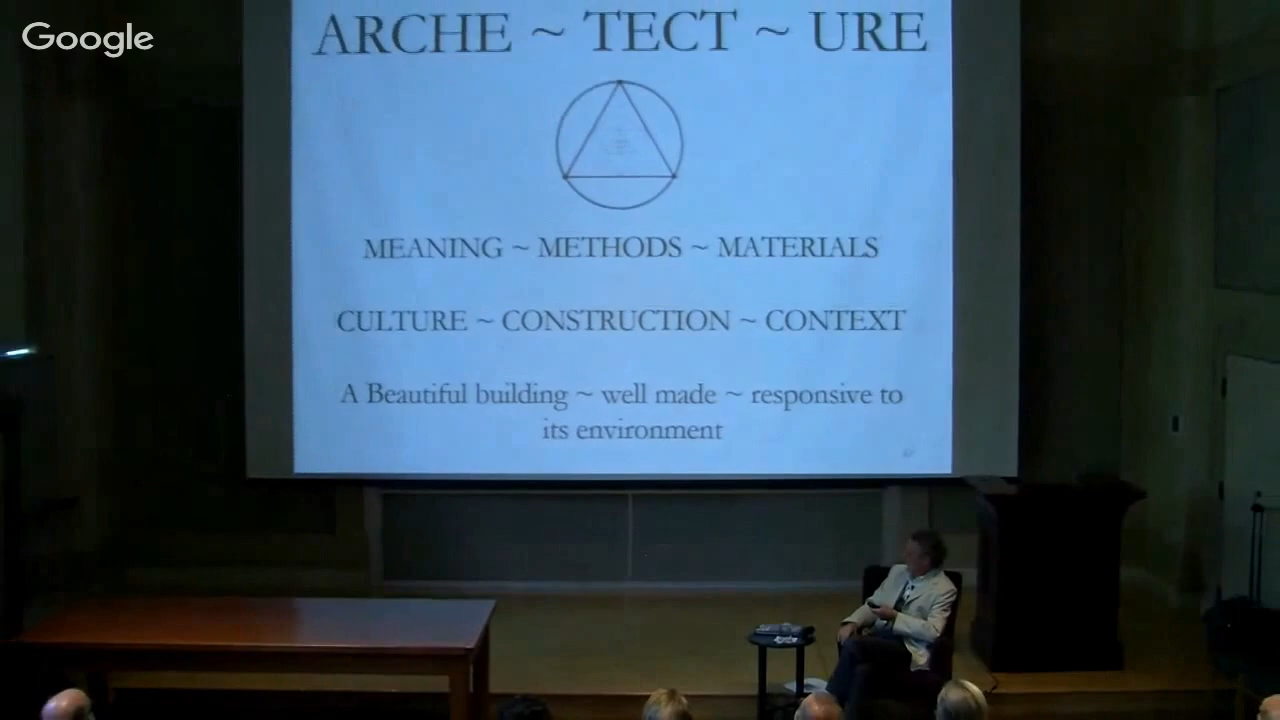 Google
ARCHE ~ TECT ~ URE
MEANING ~ METHODS ~ MATERIALS
CULTURE ~ CONSTRUCTION ~ CONTEXT
A Beautiful building ~ well made ~ responsive to
its environment